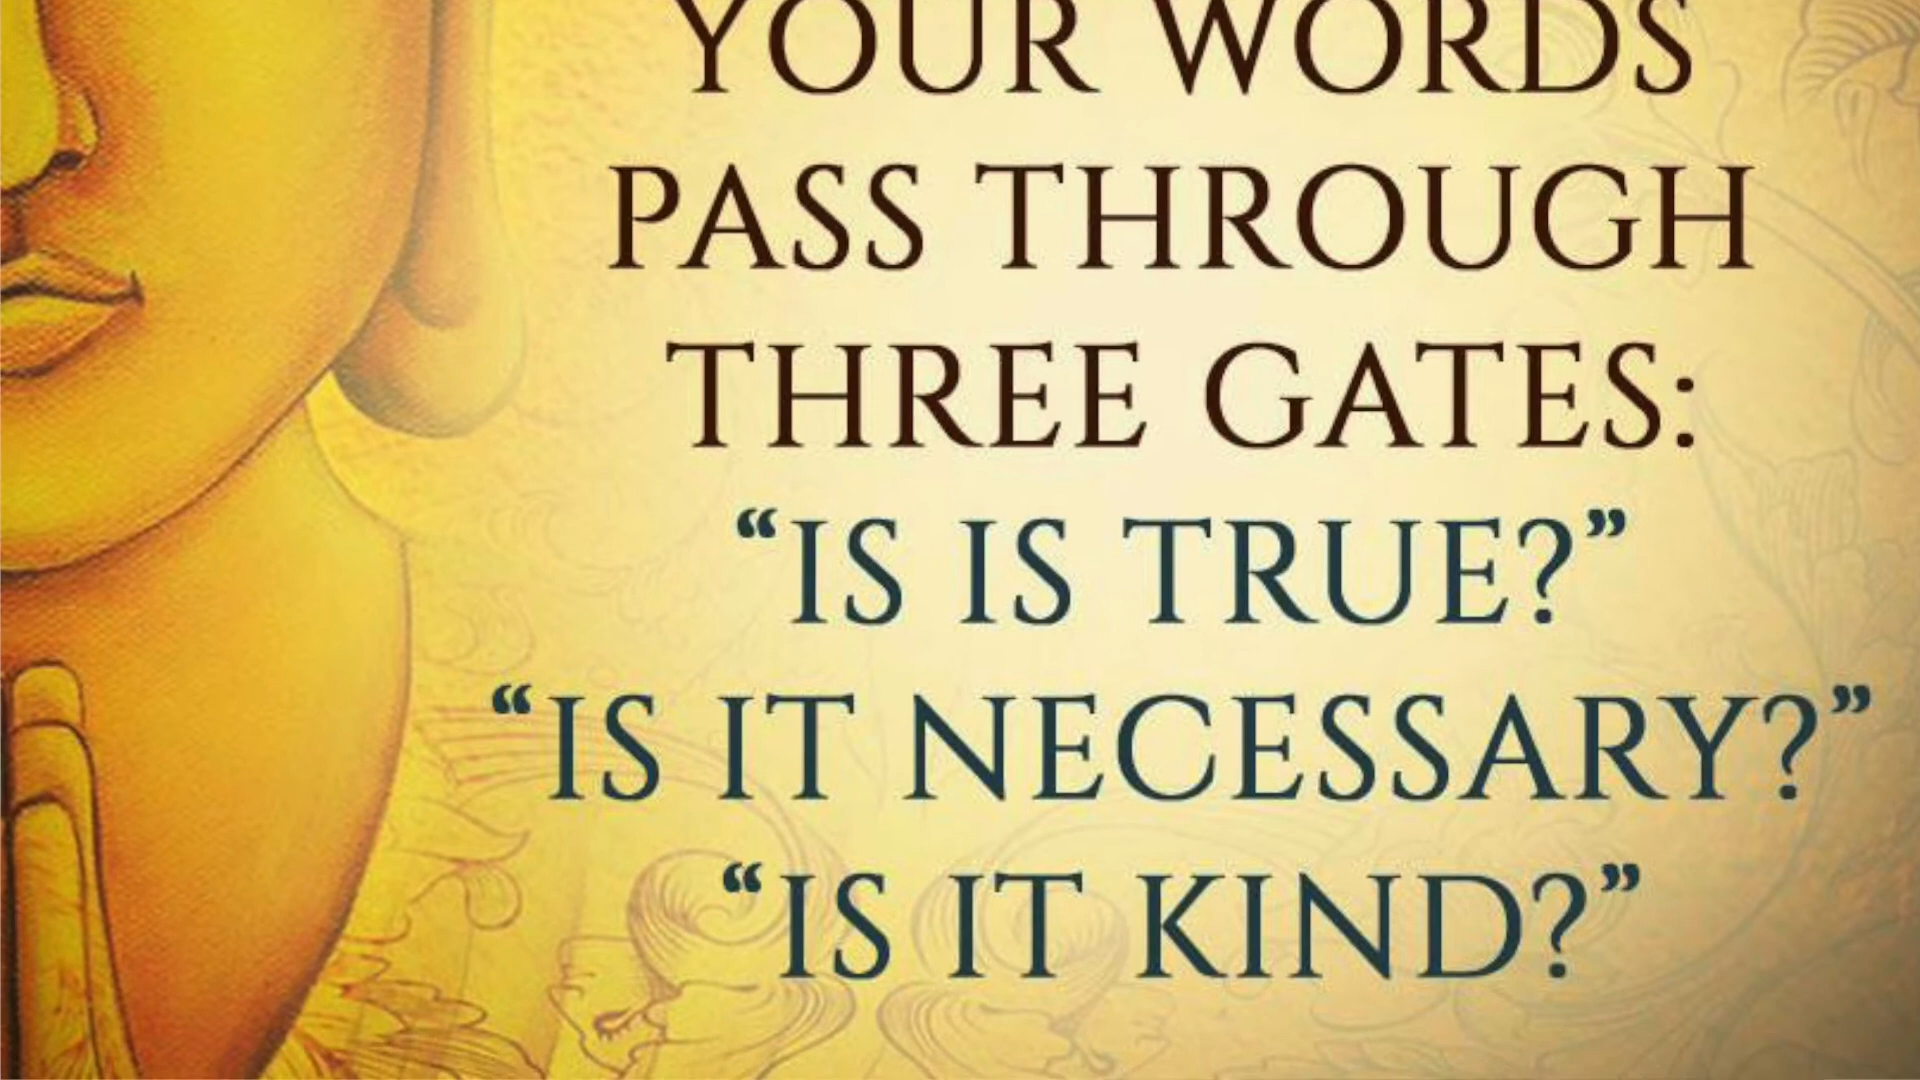 YOUR WORDS
PASS THROUGH
THREE GATES:
“IS IS TRUE?”
“IS IT NECESSARY?”
“IS IT KIND?”